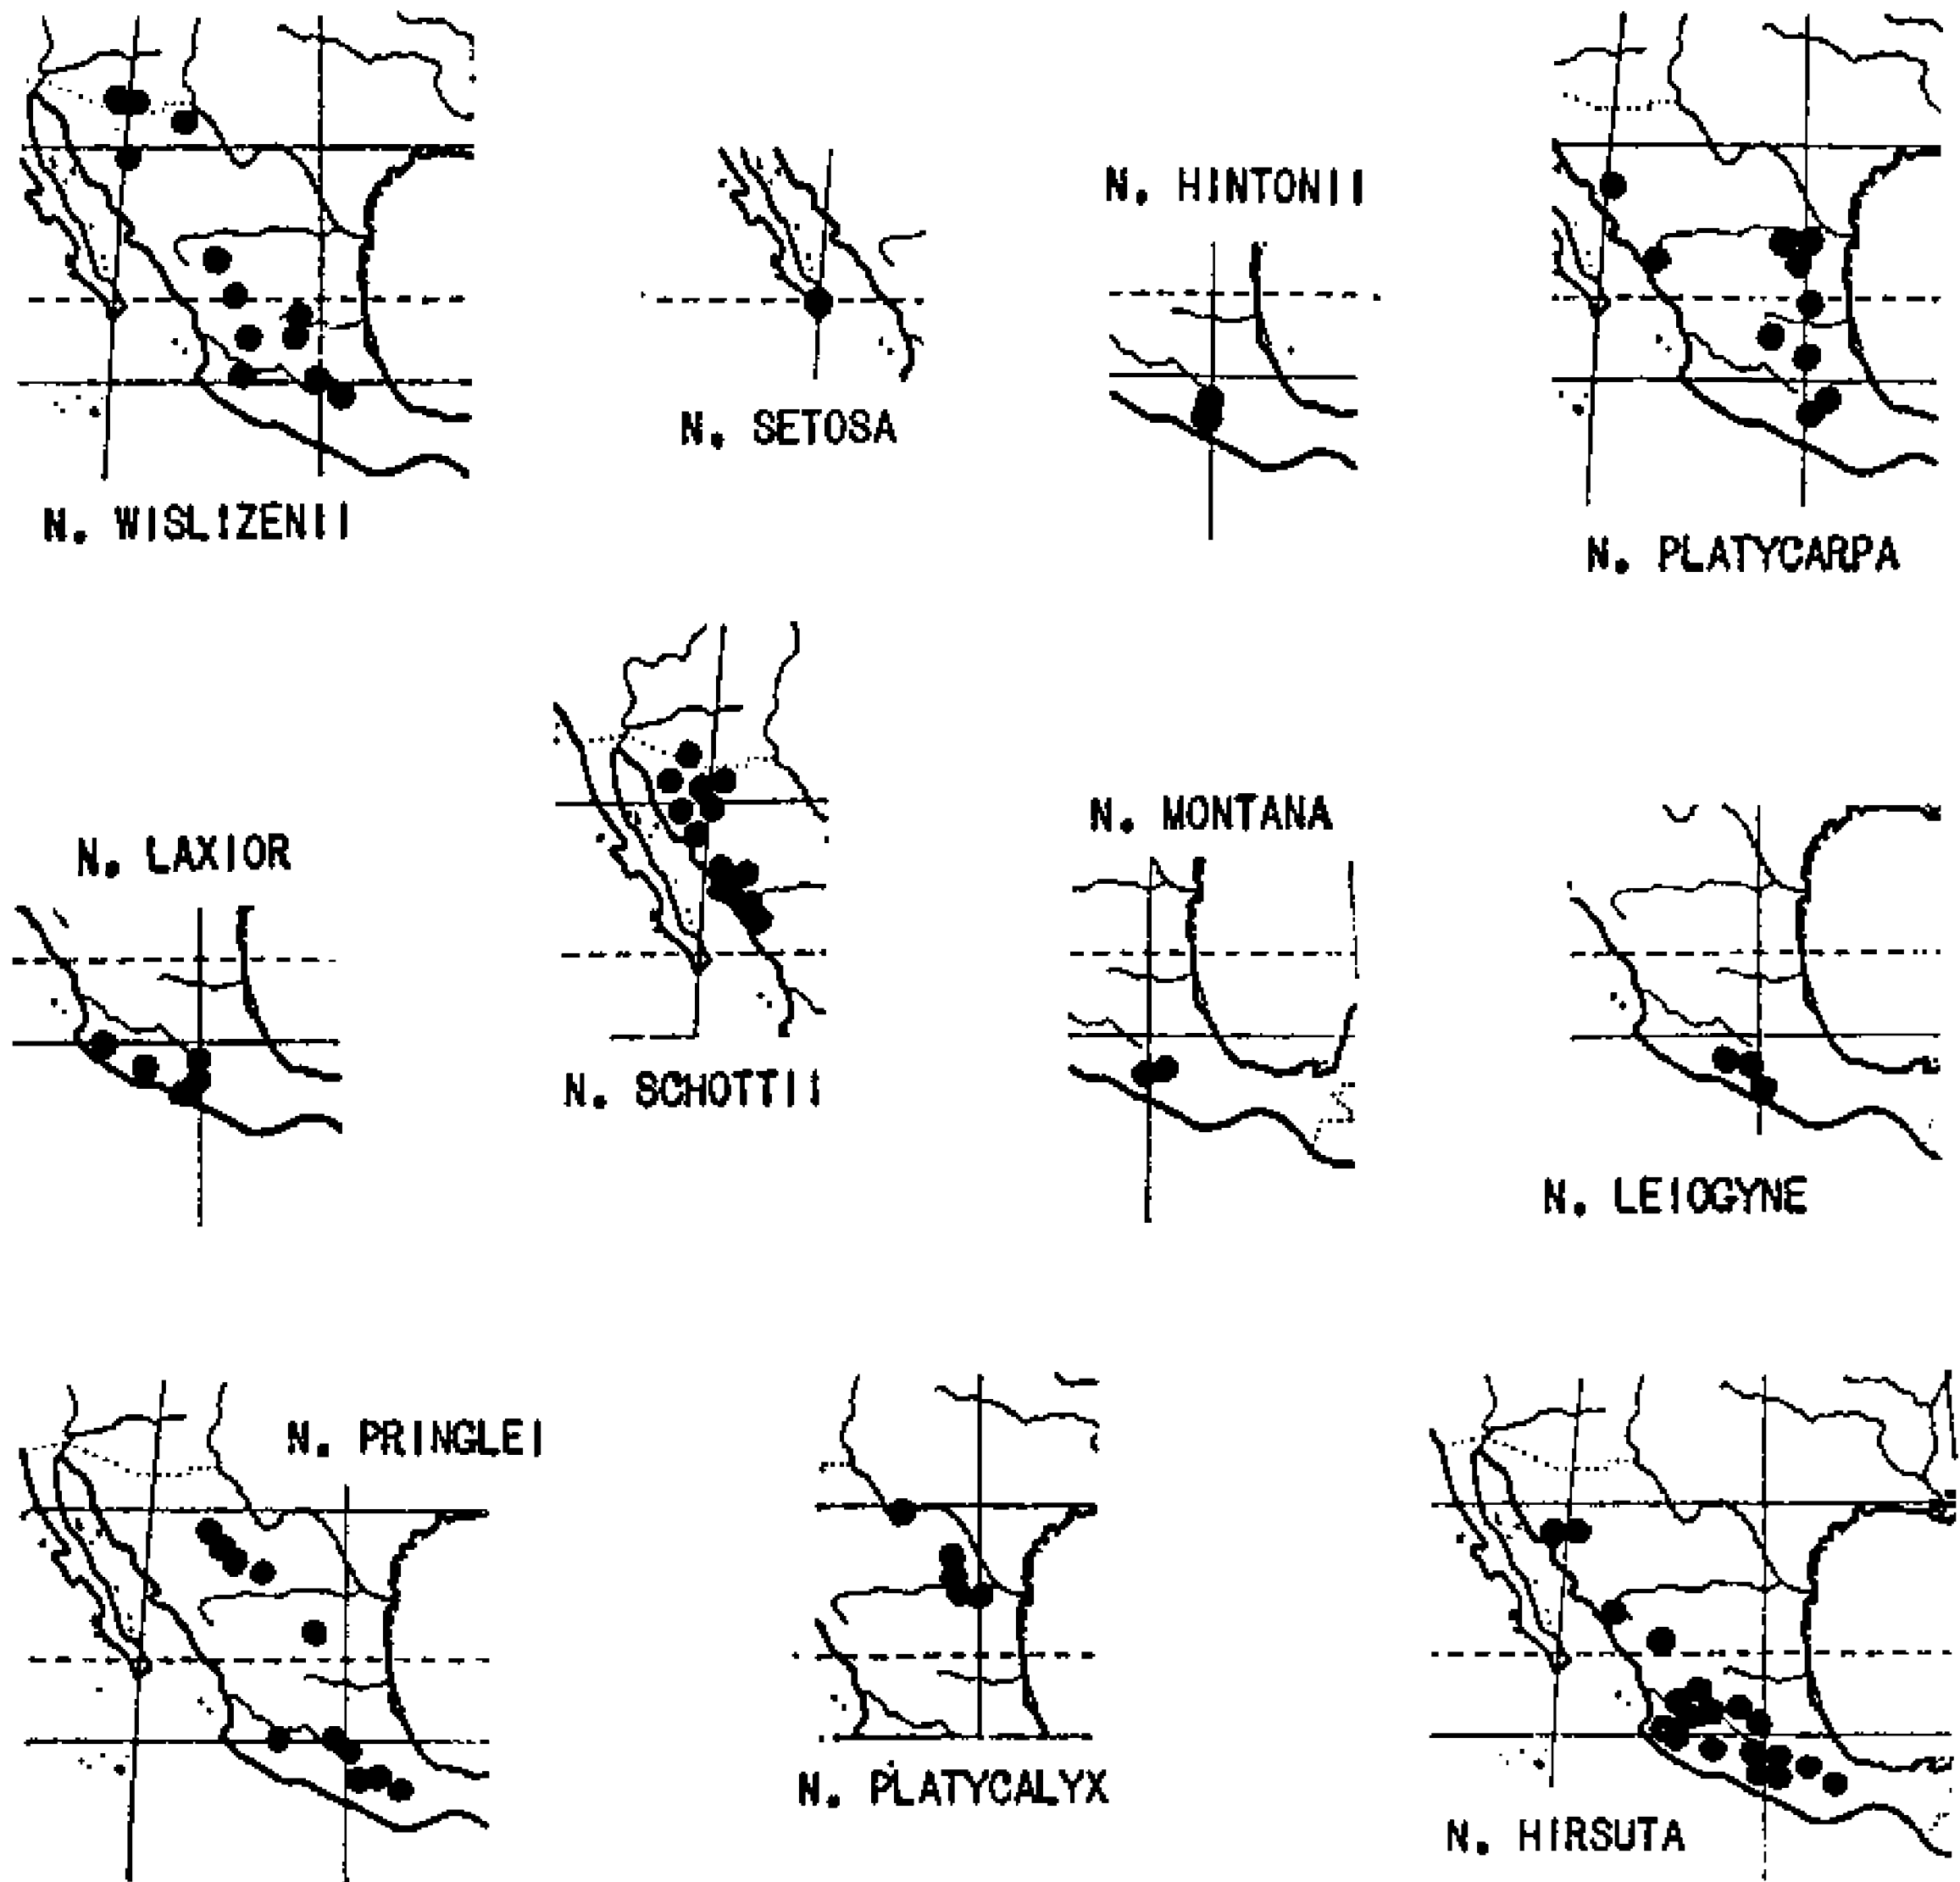 N. HINTONII
N. SETOSA
N. WISLIZENII
N. PLATYCARPA
N. MONTANA
N. LAXIOR
N. SCHOTTII
N. LEIOGYNE
N. PRINGLEI
N. PLATYCALYX
N. HIRSUTA